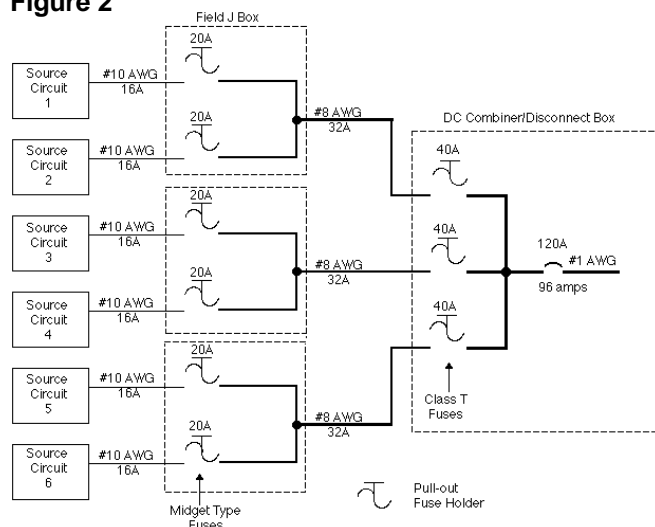 Figure 2
Field J Box
20A
Source
Circuit
1
#10 AWG
16A
20A
Source
Circuit
2
#10 AWG
16A
#8 AWG
32A
20A
Source
Circuit
3
#10 AWG
16A
20A
Source
Circuit
4
#10 AWG
16A
#8 AWG
32A
20A
Source
Circuit
5
#10 AWG
16A
20A
Source
Circuit
6
#10 AWG
16A
#8 AWG
32A
Midget Type
Fuses
DC Combiner/Disconnect Box
40A
40A
40A
120A
#1 AWG
96 amps
Class T
Fuses
Pull-out
Fuse Holder